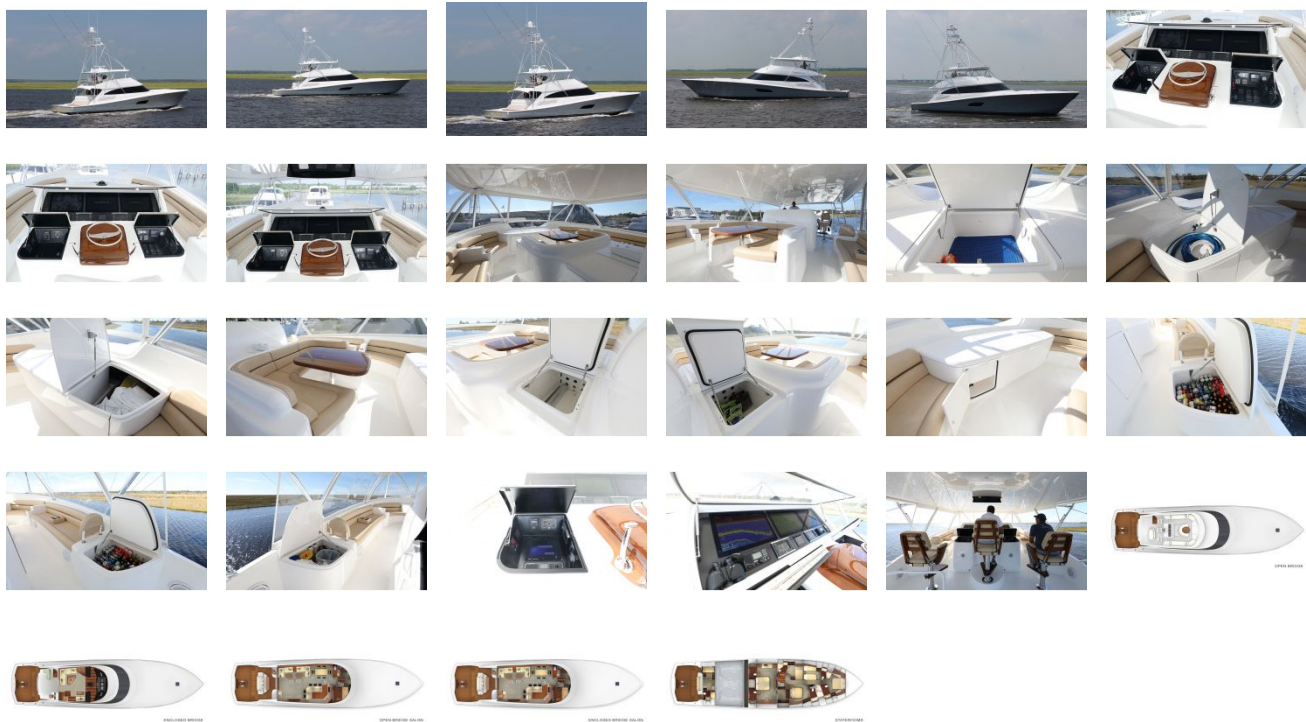 OPEN BRIDGE
ENCLOSED BRIDGE
OPEN BRIDGE SALON
ENCLOSED BRIDGE SALON
STATEROOMS